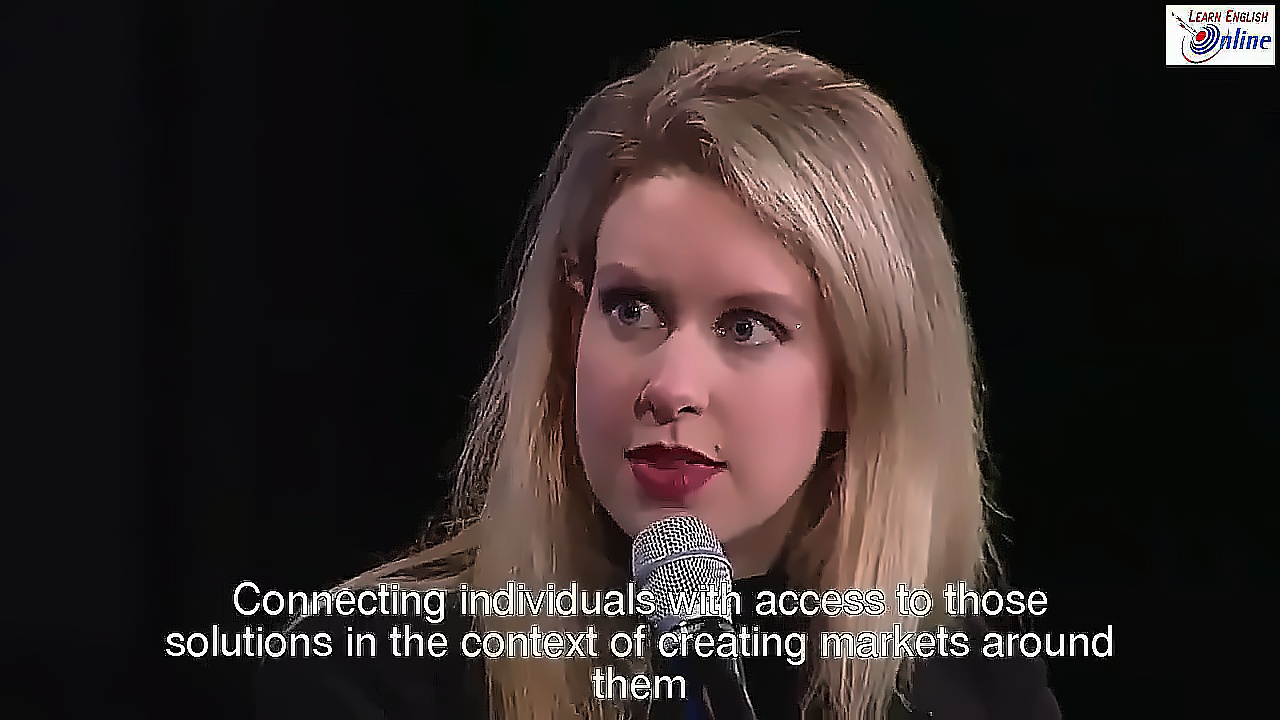 LEARN ENGLISH
Online
Connecting individuals with access to those
solutions in the context of creating markets around
them